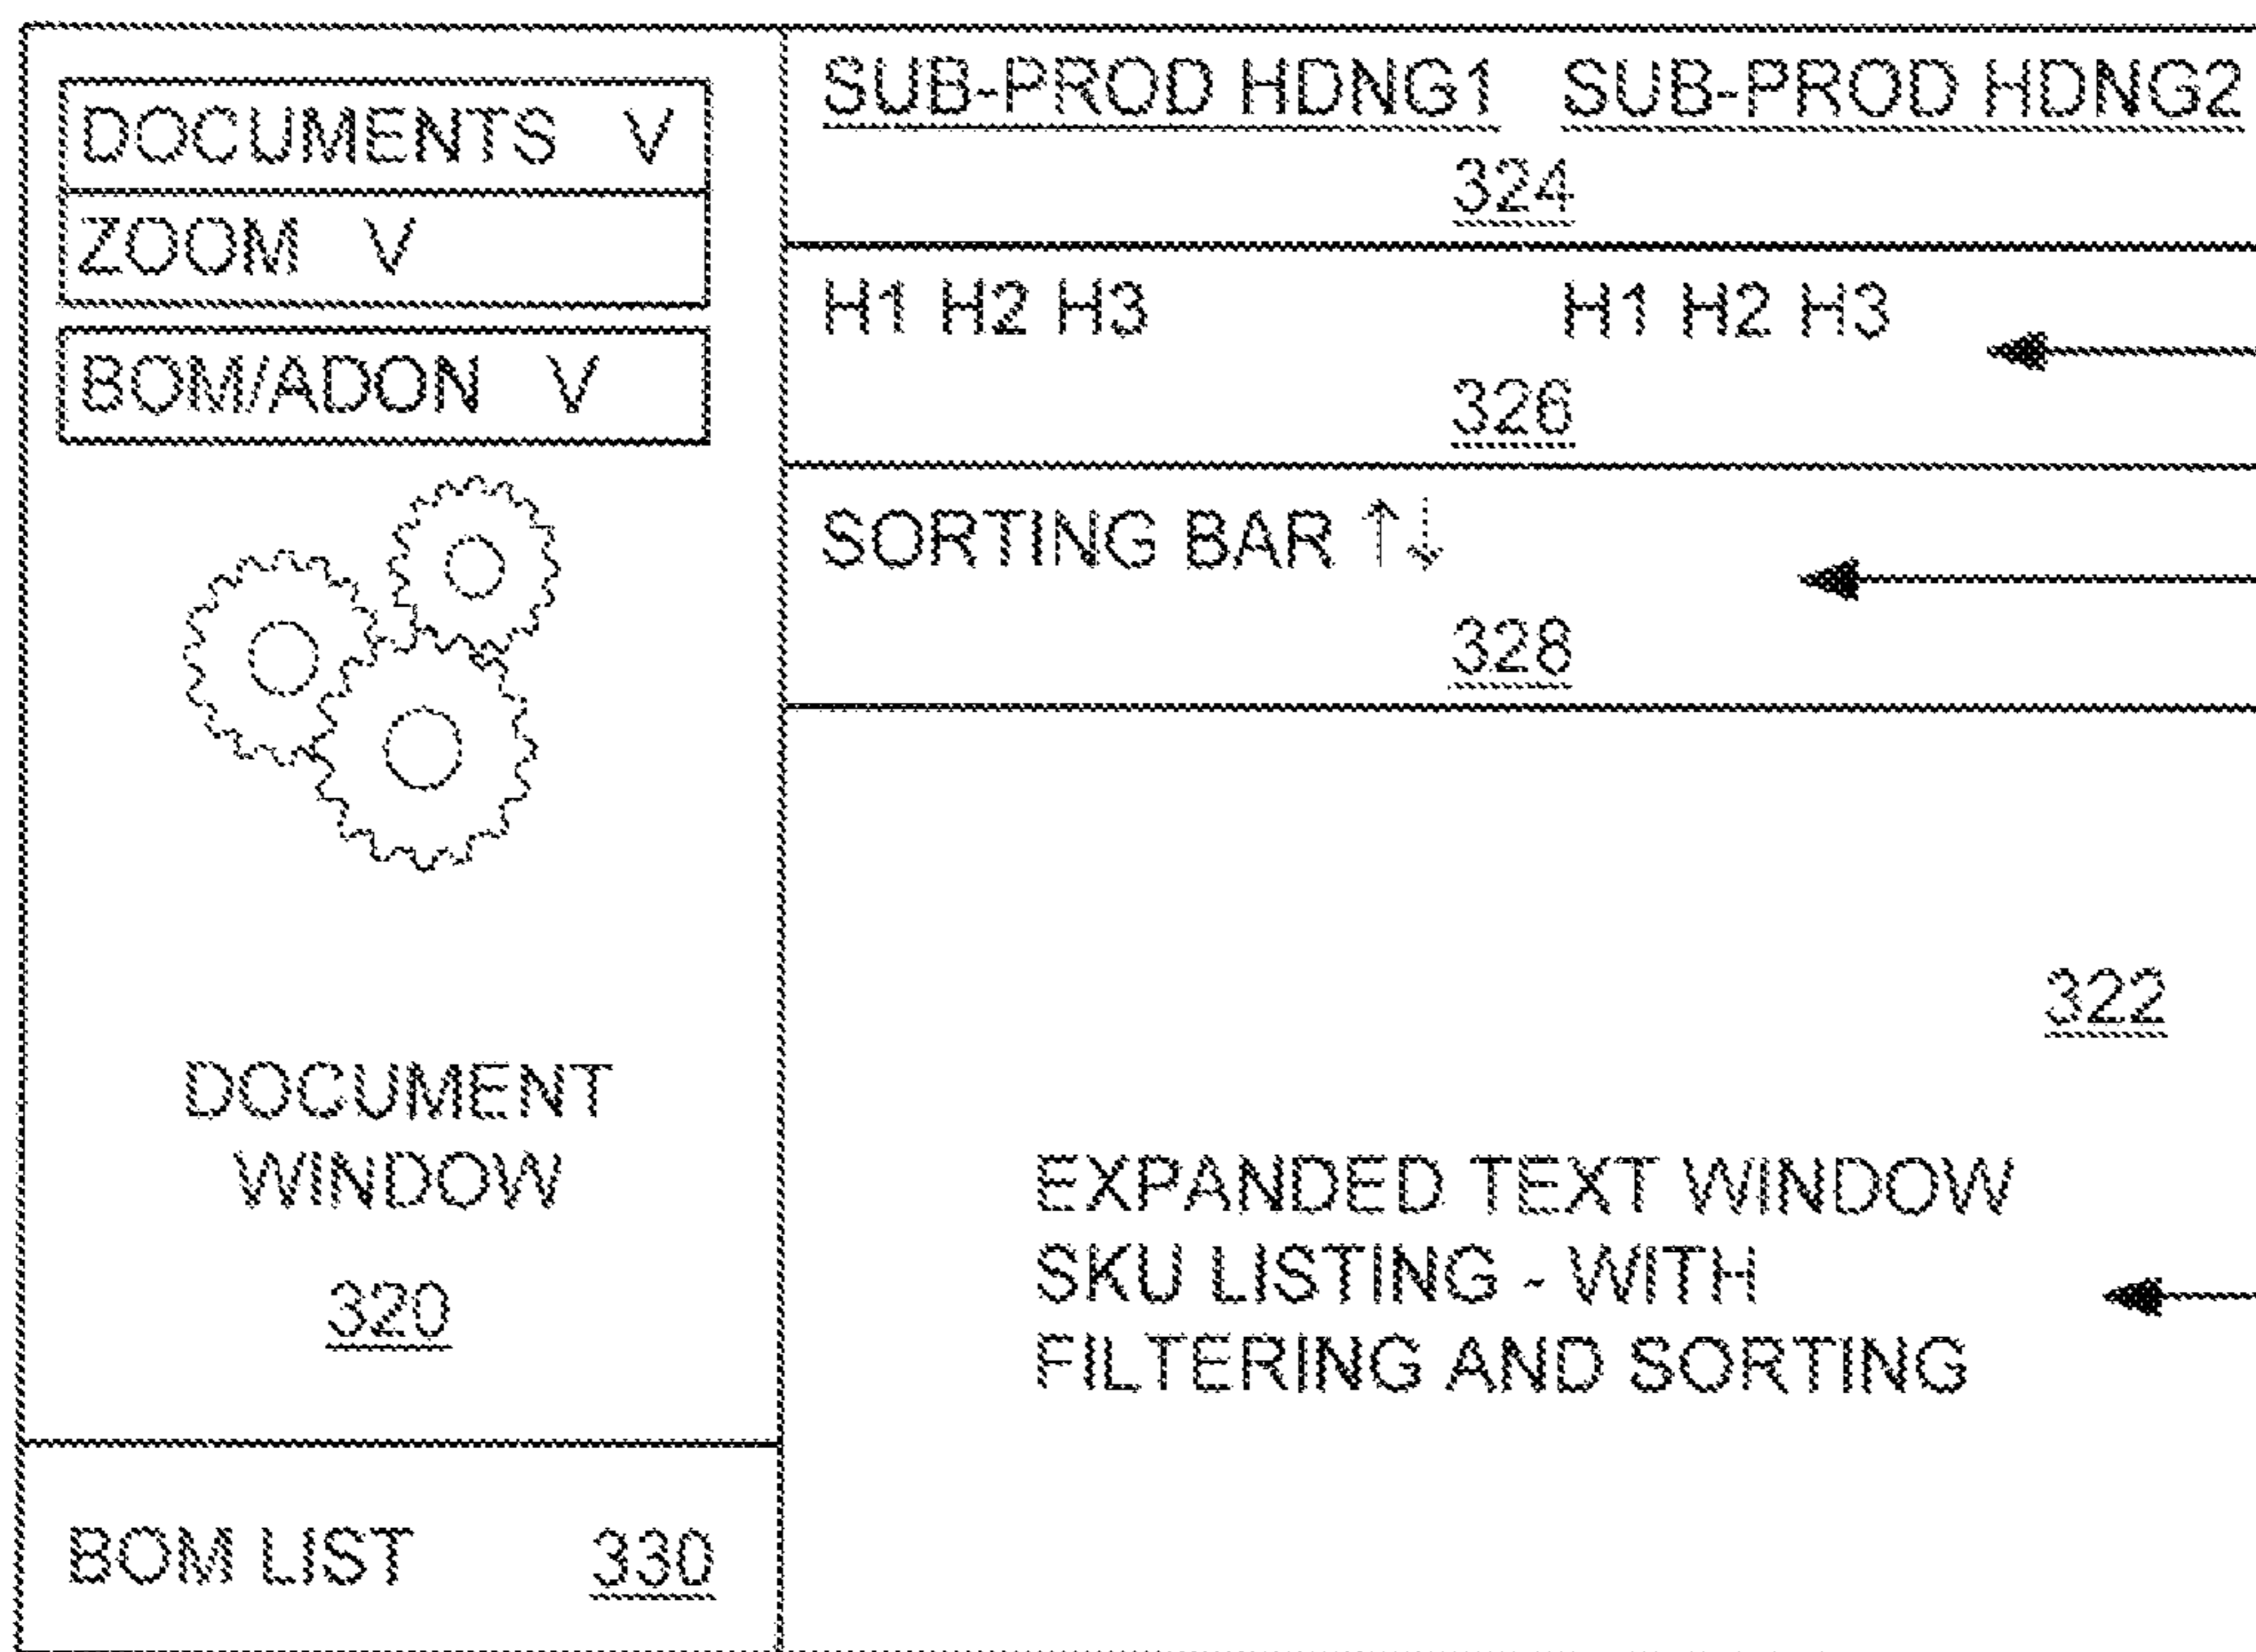 DOCUMENTS V
ZOOM V
BOM/ADON V
DOCUMENT
WINDOW
320
BOM LIST 330
SUB-PROD HDNG1 SUB-PROD HDNG2
324
H1 H2 H3 H1 H2 H3
326
SORTING BAR ↑↓
328
322
EXPANDED TEXT WINDOW
SKU LISTING - WITH
FILTERING AND SORTING